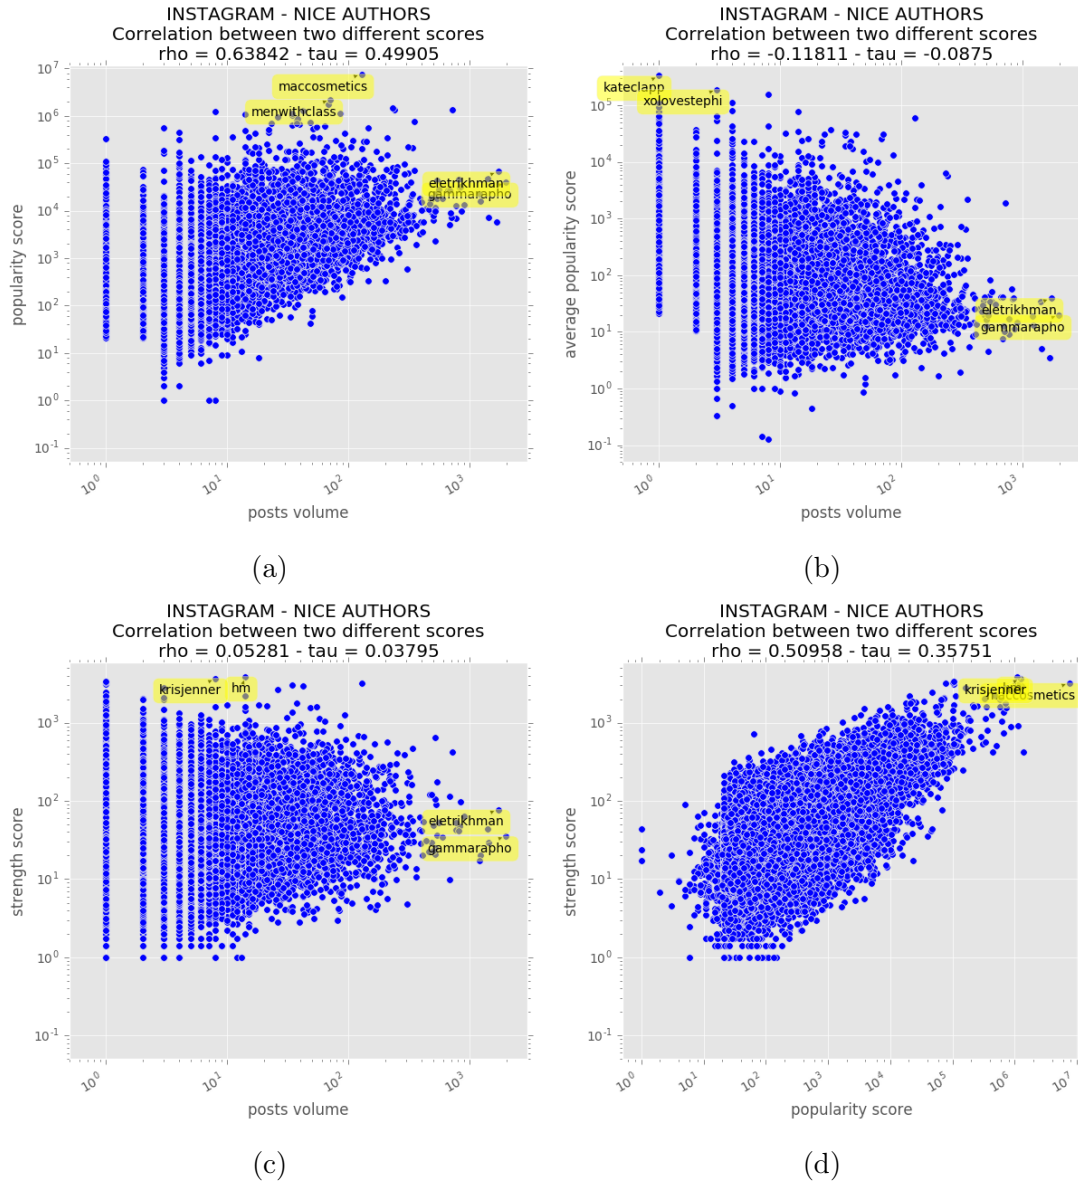 INSTAGRAM - NICE AUTHORS
Correlation between two different scores
rho = 0.63842 - tau = 0.49905
10^7
10^6
10^5
10^4
10^3
10^2
10^1
10^0
10^-1
popularity score
maccosmetics
menwithclass
eletrikhman
gammarapho
10^0 10^1 10^2 10^3
posts volume
(a)
INSTAGRAM - NICE AUTHORS
Correlation between two different scores
rho = -0.11811 - tau = -0.0875
10^5
10^4
10^3
10^2
10^1
10^0
10^-1
average popularity score
kateclapp
xolovestephi
eletrikhman
gammarapho
10^0 10^1 10^2 10^3
posts volume
(b)
INSTAGRAM - NICE AUTHORS
Correlation between two different scores
rho = 0.05281 - tau = 0.03795
10^3
10^2
10^1
10^0
10^-1
strength score
krisjenner
hm
eletrikhman
gammarapho
10^0 10^1 10^2 10^3
posts volume
(c)
INSTAGRAM - NICE AUTHORS
Correlation between two different scores
rho = 0.50958 - tau = 0.35751
10^3
10^2
10^1
10^0
10^-1
strength score
krisjenner
maccosmetics
10^0 10^1 10^2 10^3 10^4 10^5 10^6 10^7
popularity score
(d)